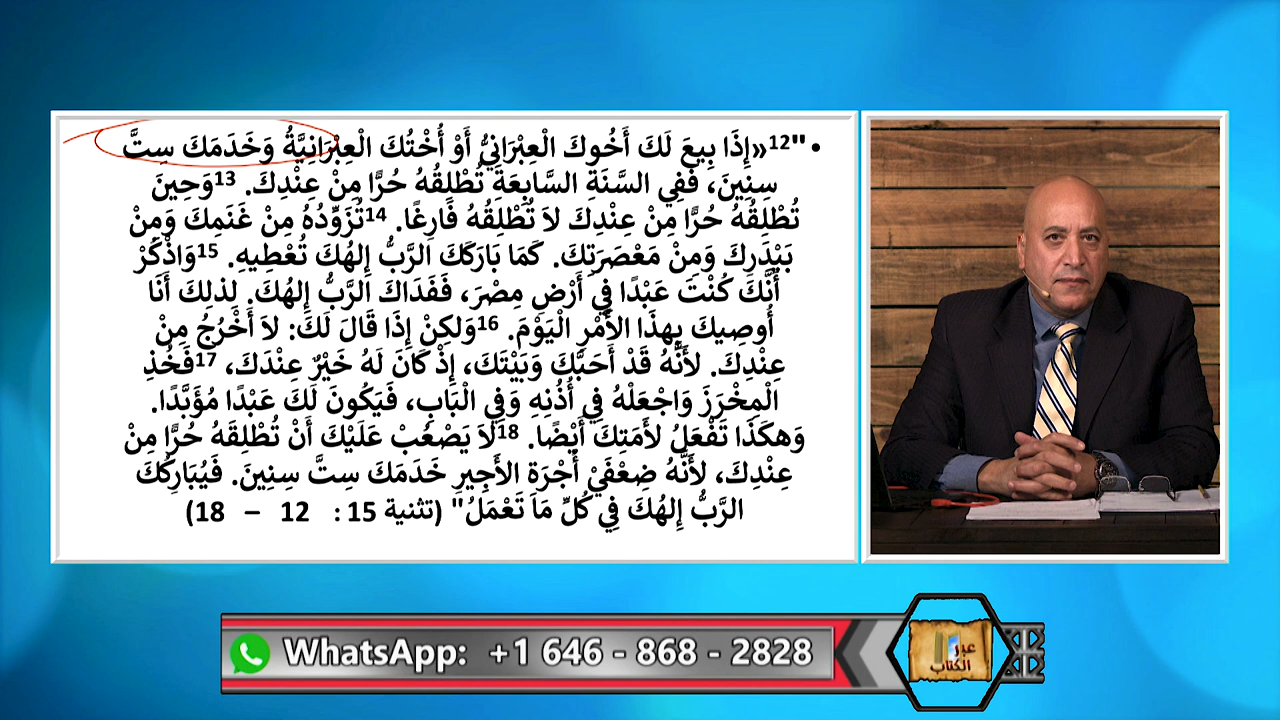 • "12«إِذَا بِيعَ لَكَ أَخُوكَ الْعِبْرَانِيُّ أَوْ أُخْتُكَ الْعِبْرَانِيَّةُ وَخَدَمَكَ سِتَّ
سِنِينَ، فَفِي السَّنَةِ السَّابِعَةِ تُطْلِقُهُ حُرًّا مِنْ عِنْدِكَ. 13وَحِينَ
تُطْلِقُهُ حُرًّا مِنْ عِنْدِكَ لاَ تُطْلِقُهُ فَارِغًا. 14تُزَوِّدُهُ مِنْ غَنَمِكَ وَمِنْ
بَيْدَرِكَ وَمِنْ مَعْصَرَتِكَ. كَمَا بَارَكَكَ الرَّبُّ إِلهُكَ تُعْطِيهِ. 15وَاذْكُرْ
أَنَّكَ كُنْتَ عَبْدًا فِي أَرْضِ مِصْرَ، فَفَدَاكَ الرَّبُّ إِلهُكَ. لِذلِكَ أَنَا
أُوصِيكَ بِهذَا الأَمْرِ الْيَوْمَ. 16وَلكِنْ إِذَا قَالَ لَكَ: لاَ أَخْرُجُ مِنْ
عِنْدِكَ. لأَنَّهُ قَدْ أَحَبَّكَ وَبَيْتَكَ، إِذْ كَانَ لَهُ خَيْرٌ عِنْدَكَ، 17فَخُذِ
الْمِخْرَزَ وَاجْعَلْهُ فِي أُذُنِهِ وَفِي الْبَابِ، فَيَكُونَ لَكَ عَبْدًا مُؤَبَّدًا.
وَهكَذَا تَفْعَلُ لأَمَتِكَ أَيْضًا. 18لاَ يَصْعُبْ عَلَيْكَ أَنْ تُطْلِقَهُ حُرًّا مِنْ
عِنْدِكَ، لأَنَّهُ ضِعْفَيْ أُجْرَةِ الأَجِيرِ خَدَمَكَ سِتَّ سِنِينَ. فَيُبَارِكُكَ
الرَّبُّ إِلهُكَ فِي كُلِّ مَا تَعْمَلُ" (تثنية 15 : 12 – 18)
WhatsApp: +1 646 - 868 - 2828
عبر
الكتاب